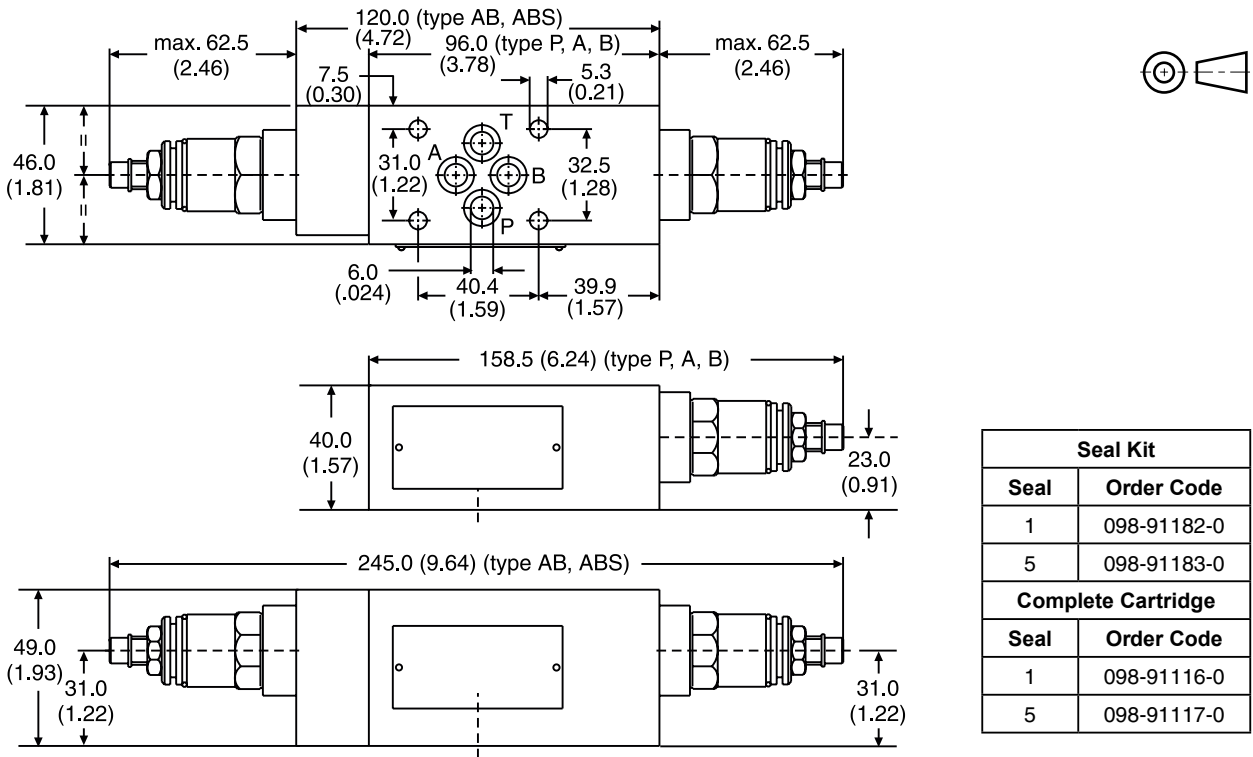 120.0 (type AB, ABS)
(4.72)
max. 62.5
(2.46)
96.0 (type P, A, B)
(3.78)
max. 62.5
(2.46)
7.5
(0.30)
5.3
(0.21)
T
46.0
(1.81)
A
31.0
(1.22)
B
32.5
(1.28)
P
6.0
(.024)
40.4
(1.59)
39.9
(1.57)
158.5 (6.24) (type P, A, B)
40.0
(1.57)
23.0
(0.91)
245.0 (9.64) (type AB, ABS)
49.0
(1.93)
31.0
(1.22)
31.0
(1.22)
Seal Kit
Seal Order Code
1 098-91182-0
5 098-91183-0
Complete Cartridge
Seal Order Code
1 098-91116-0
5 098-91117-0